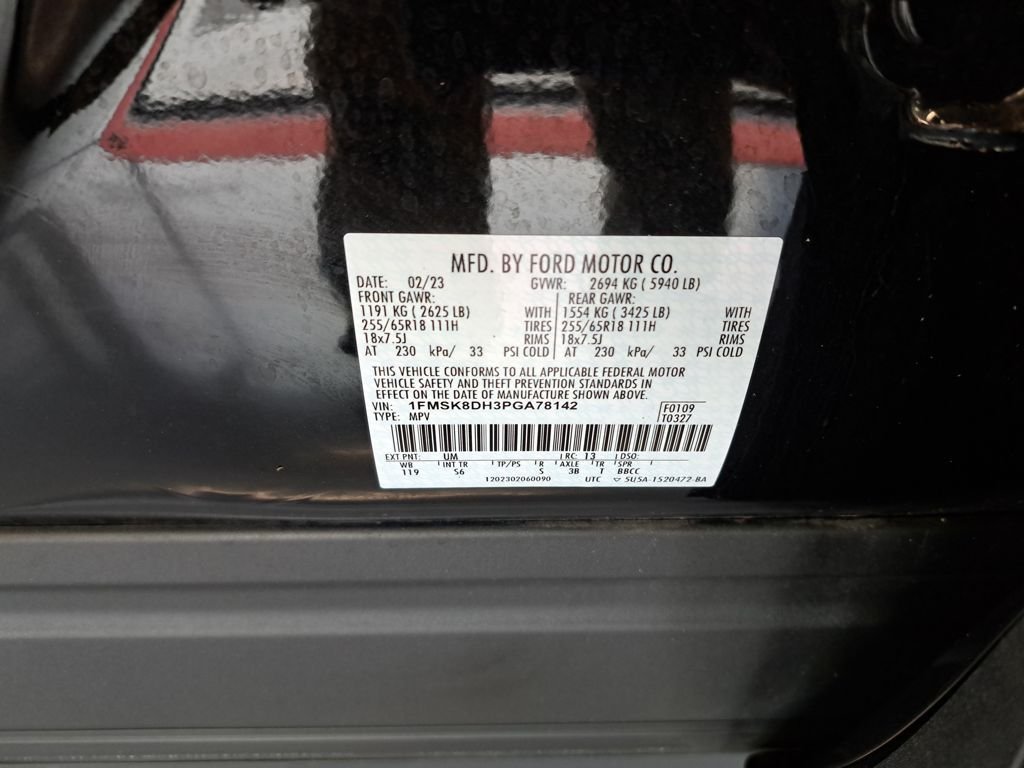 MFD. BY FORD MOTOR CO.
DATE: 02/23 GVWR: 2694 KG ( 5940 LB)
FRONT GAWR: REAR GAWR:
1191 KG ( 2625 LB) WITH 1554 KG ( 3425 LB) WITH
255/65R18 111H TIRES 255/65R18 111H TIRES
18x7.5J RIMS 18x7.5J RIMS
AT 230 kPa/ 33 PSI COLD AT 230 kPa/ 33 PSI COLD
THIS VEHICLE CONFORMS TO ALL APPLICABLE FEDERAL MOTOR
VEHICLE SAFETY AND THEFT PREVENTION STANDARDS IN
EFFECT ON THE DATE OF MANUFACTURE SHOWN ABOVE.
VIN: 1FMSK8DH3PGA78142 F0109
TYPE: MPV T0327
EXT PNT: UM RC: 13 DSO:
WB INT TR TP/PS R AXLE TR SPR
119 S6 S 3B T BBCC
1202302060090 UTC ▽ 5U5A-1520472-BA